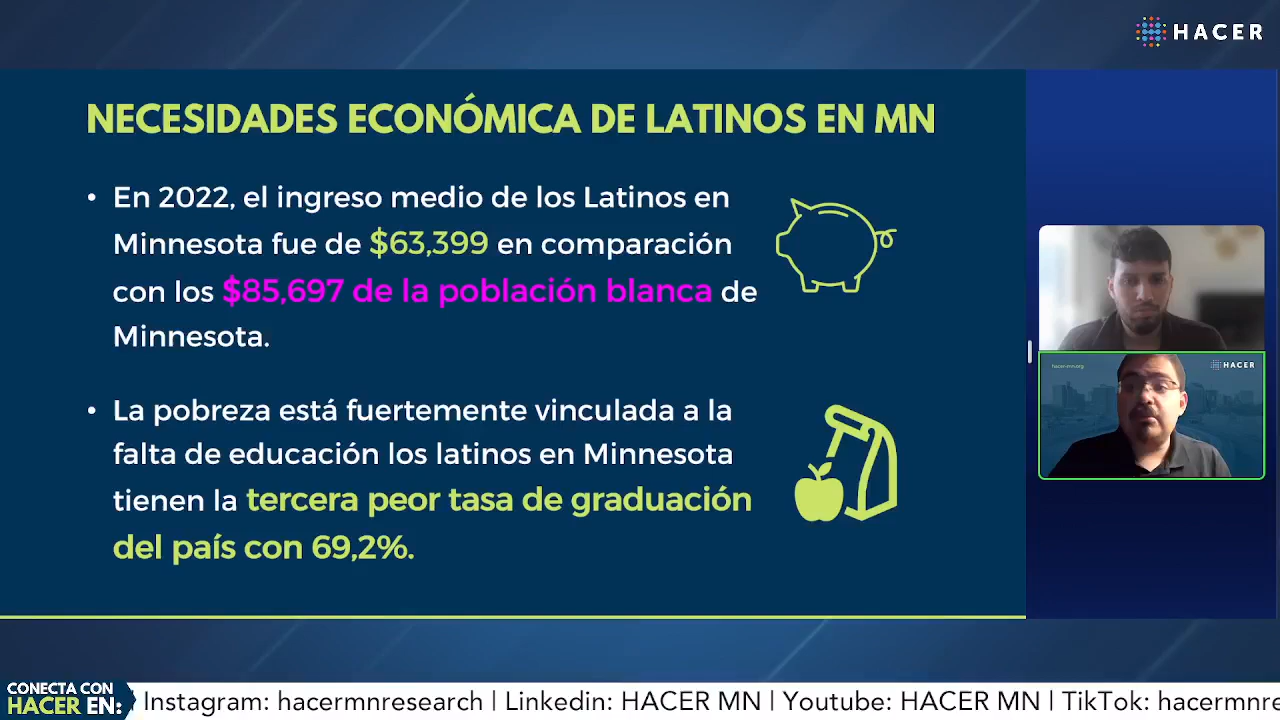 HACER
NECESIDADES ECONÓMICA DE LATINOS EN MN
• En 2022, el ingreso medio de los Latinos en
Minnesota fue de $63,399 en comparación
con los $85,697 de la población blanca de
Minnesota.
• La pobreza está fuertemente vinculada a la
falta de educación los latinos en Minnesota
tienen la tercera peor tasa de graduación
del país con 69,2%.
hacer-mn.org
HACER
CONECTA CON
HACER EN:
Instagram: hacermnresearch | Linkedin: HACER MN | Youtube: HACER MN | TikTok: hacermnre